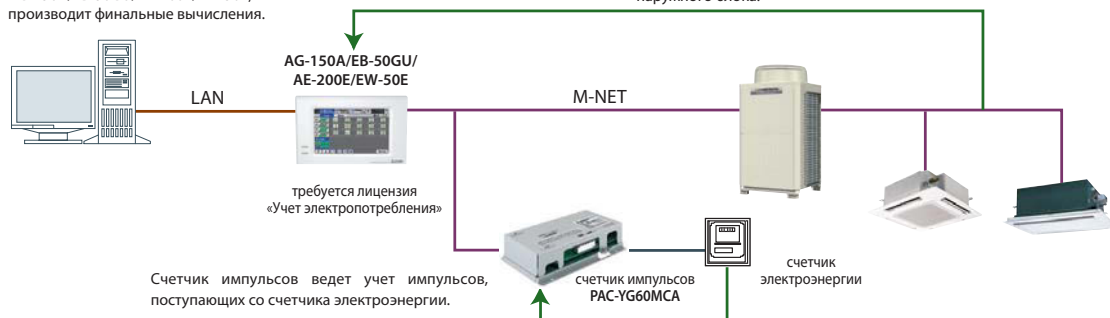 производит финальные вычисления.
AG-150A/EB-50GU/
AE-200E/EW-50E
LAN
M-NET
требуется лицензия
«Учет электропотребления»
Счетчик импульсов ведет учет импульсов,
поступающих со счетчика электроэнергии.
счетчик импульсов
PAC-YG60MCA
счетчик
электроэнергии